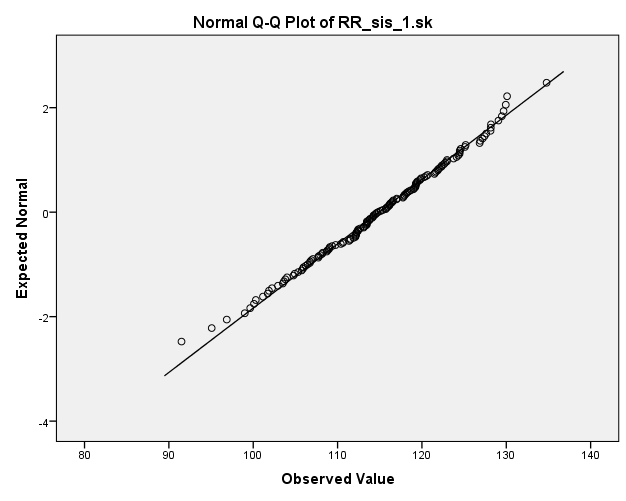 Normal Q-Q Plot of RR_sis_1.sk
Expected Normal
2
0
-2
-4
80 90 100 110 120 130 140
Observed Value